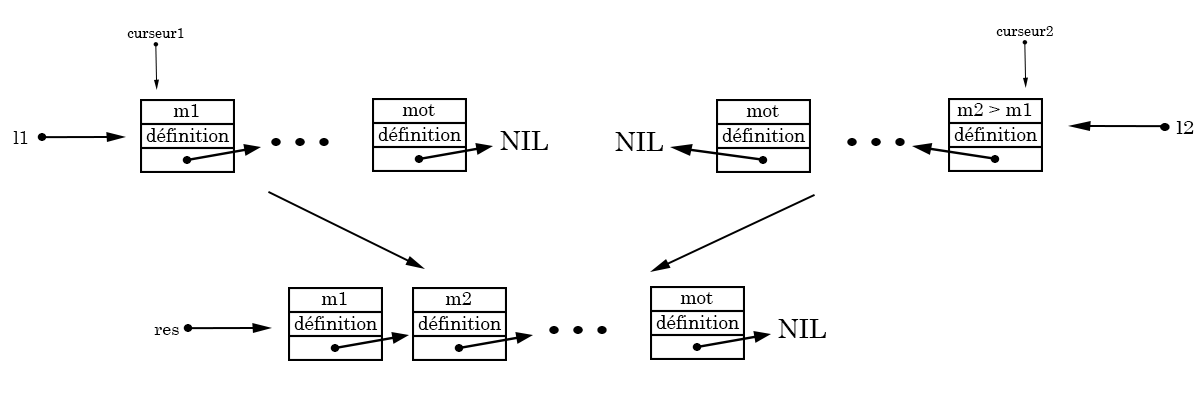 curseur1
curseur2
l1
m1
définition
mot
définition
NIL
NIL
mot
définition
m2 > m1
définition
l2
res
m1
définition
m2
définition
mot
définition
NIL